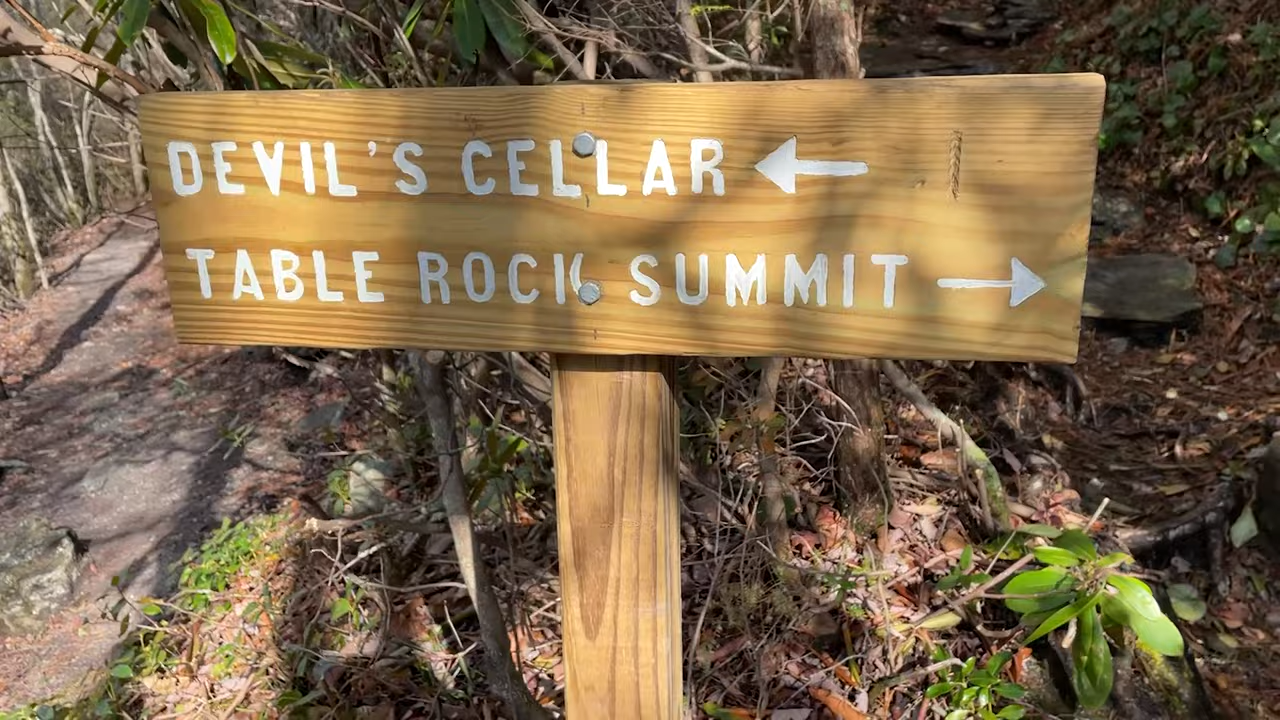 DEVIL'S CELLAR ←
TABLE ROCK SUMMIT →